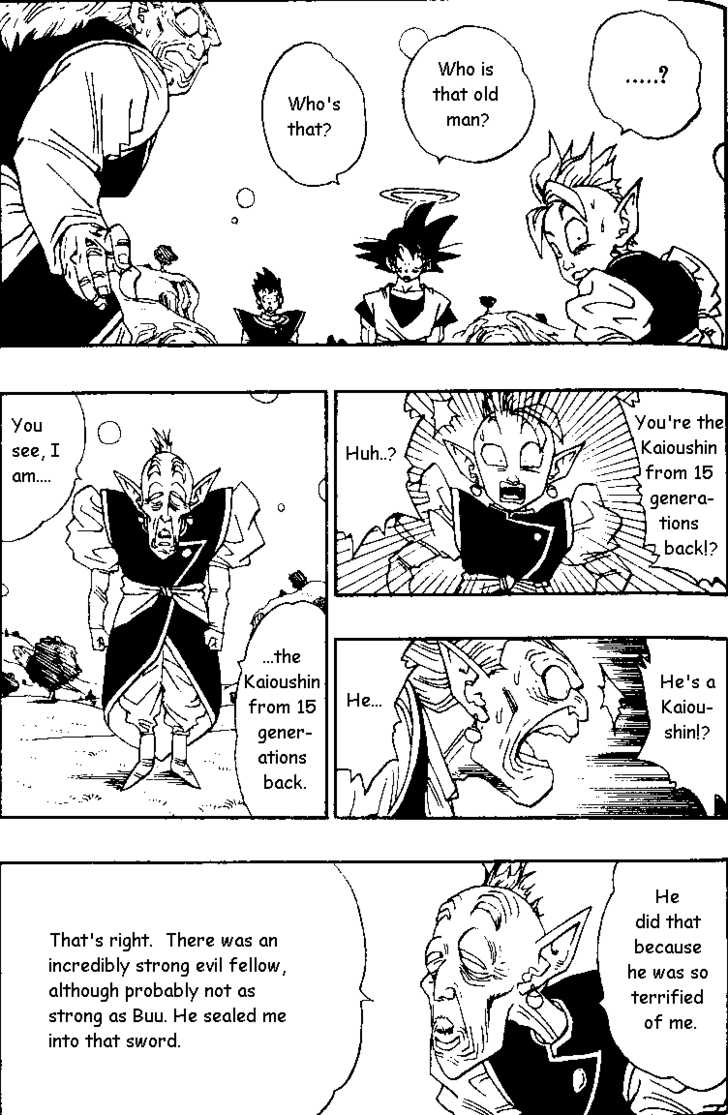 Who's
that?
Who is
that old
man?
.....?
You
see, I
am....
...the
Kaioushin
from 15
gener-
ations
back.
Huh..?
You're the
Kaioushin
from 15
genera-
tions
back!?
He...
He's a
Kaiou-
shin!?
That's right.  There was an
incredibly strong evil fellow,
although probably not as
strong as Buu. He sealed me
into that sword.
He
did that
because
he was so
terrified
of me.